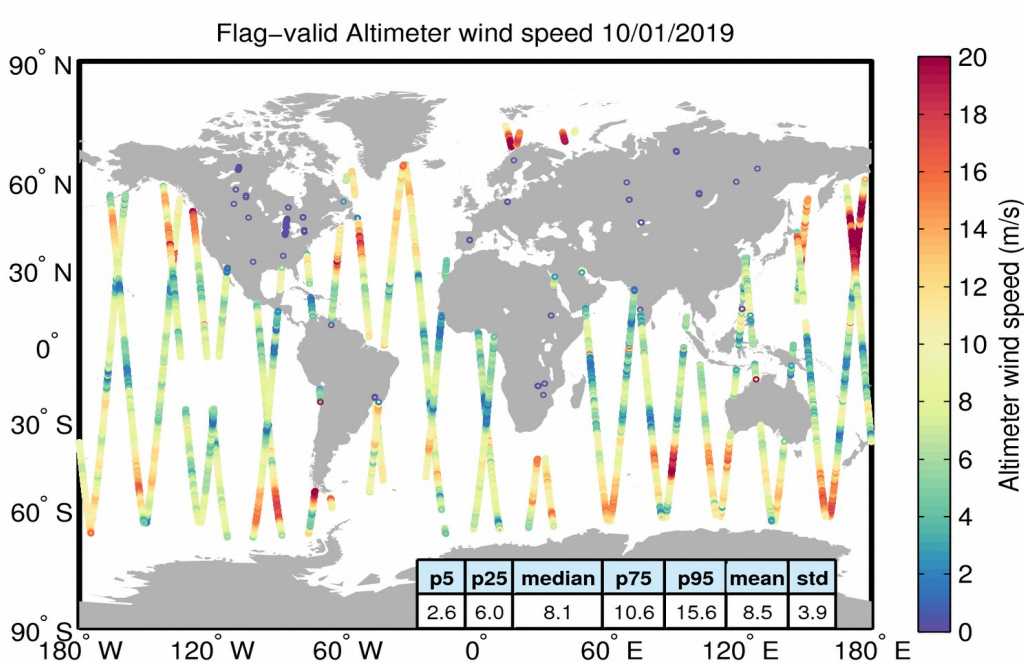 Flag−valid Altimeter wind speed 10/01/2019
90° N
60° N
30° N
0°
30° S
60° S
90° S
180° W
120° W
60° W
0°
60° E
120° E
180° E
p5 p25 median p75 p95 mean std
2.6 6.0 8.1 10.6 15.6 8.5 3.9
20
18
16
14
12
10
8
6
4
2
0
Altimeter wind speed (m/s)